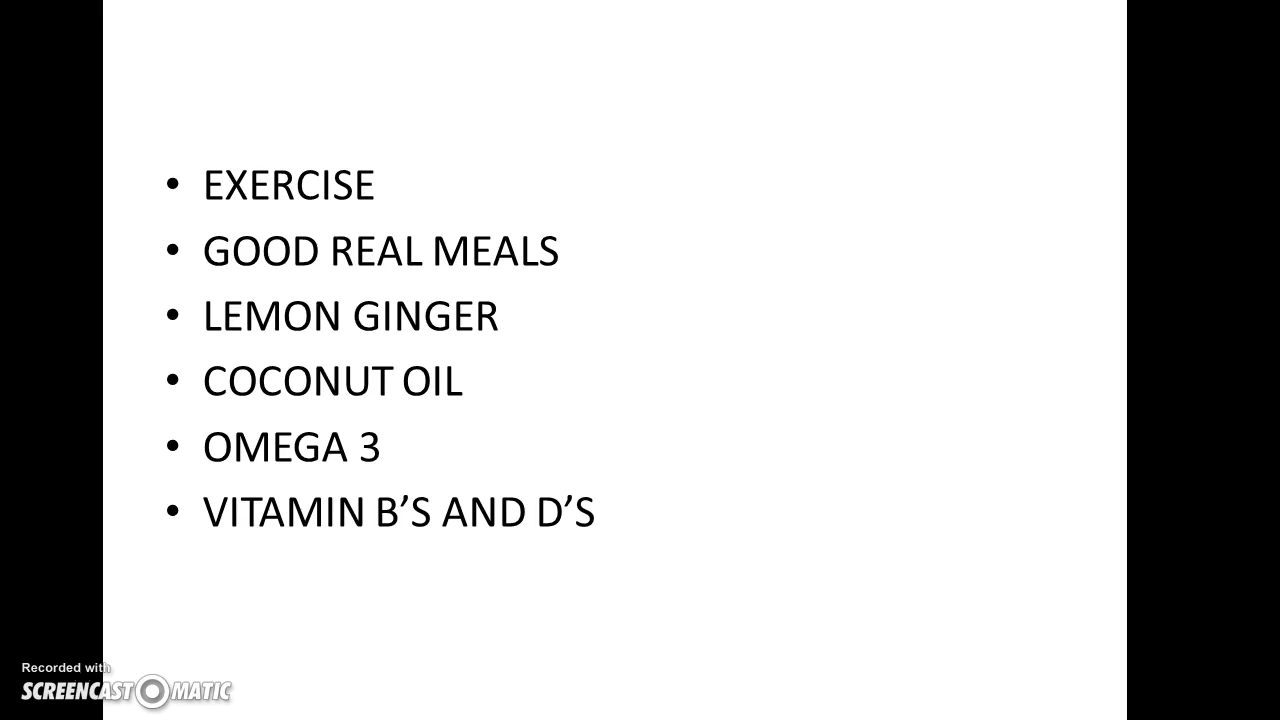 • EXERCISE
• GOOD REAL MEALS
• LEMON GINGER
• COCONUT OIL
• OMEGA 3
• VITAMIN B’S AND D’S
Recorded with
SCREENCAST O MATIC